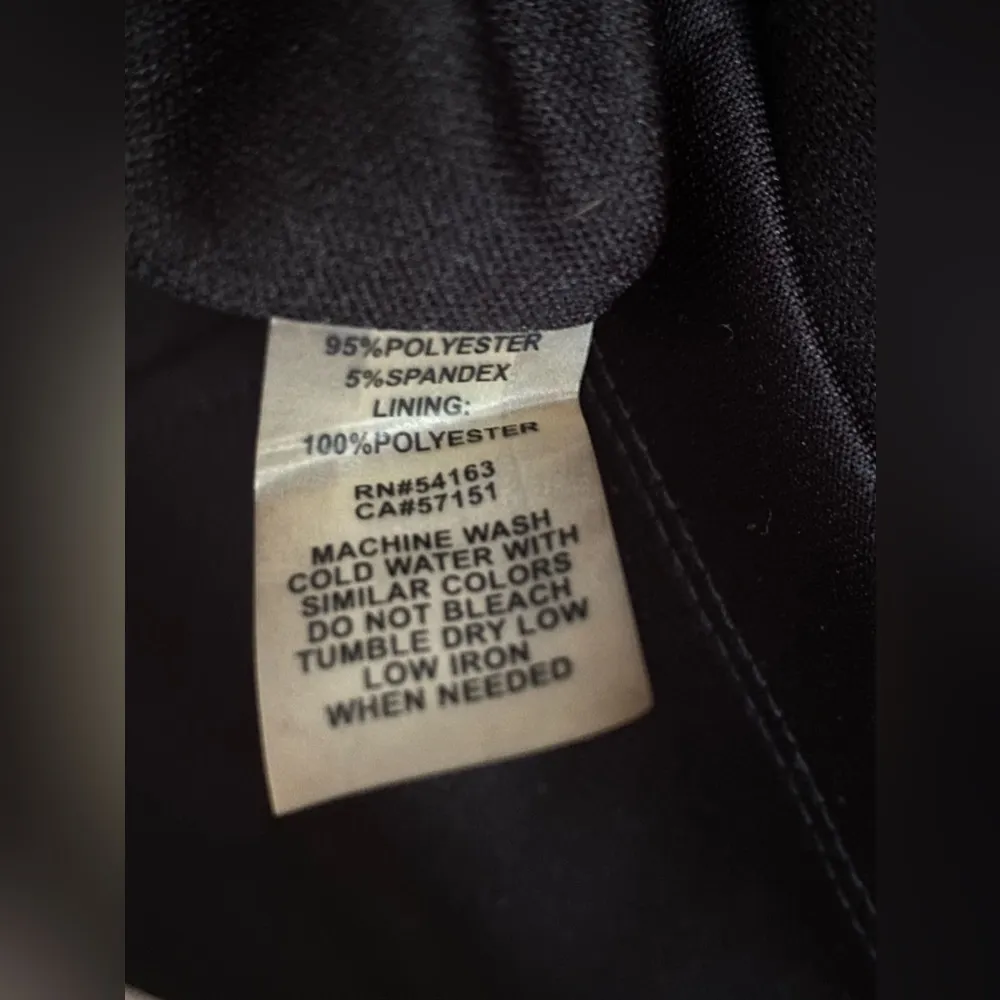 95%POLYESTER
5%SPANDEX
LINING:
100%POLYESTER
RN#54163
CA#57151
MACHINE WASH
COLD WATER WITH
SIMILAR COLORS
DO NOT BLEACH
TUMBLE DRY LOW
LOW IRON
WHEN NEEDED